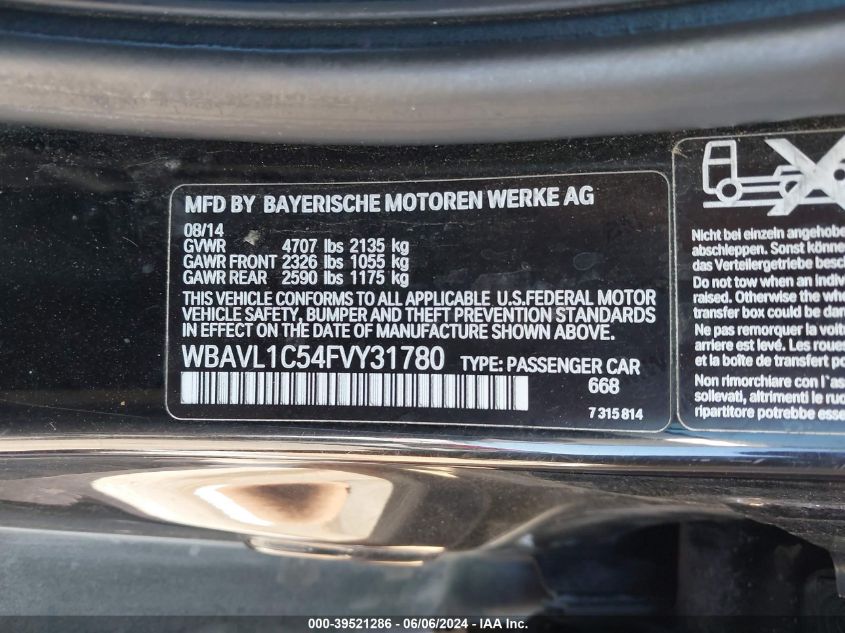 MFD BY BAYERISCHE MOTOREN WERKE AG
08/14
GVWR 4707 lbs 2135 kg
GAWR FRONT 2326 lbs 1055 kg
GAWR REAR 2590 lbs 1175 kg
THIS VEHICLE CONFORMS TO ALL APPLICABLE U.S.FEDERAL MOTOR
VEHICLE SAFETY, BUMPER AND THEFT PREVENTION STANDARDS
IN EFFECT ON THE DATE OF MANUFACTURE SHOWN ABOVE.
WBAVL1C54FVY31780 TYPE: PASSENGER CAR
668
7 315 814
Nicht bei einzeln angehobe
abschleppen. Sonst könne
das Verteilergetriebe besch
Do not tow when an indivi
raised. Otherwise the whe
transfer box could be dama
Ne pas remorquer la voitu
arriere est levé. Les roues
la boîte de transfert pourra
Non rimorchiare con l'as
sollevati, altrimenti le ruo
ripartitore potrebbe esse
000-39521286 - 06/06/2024 - IAA Inc.